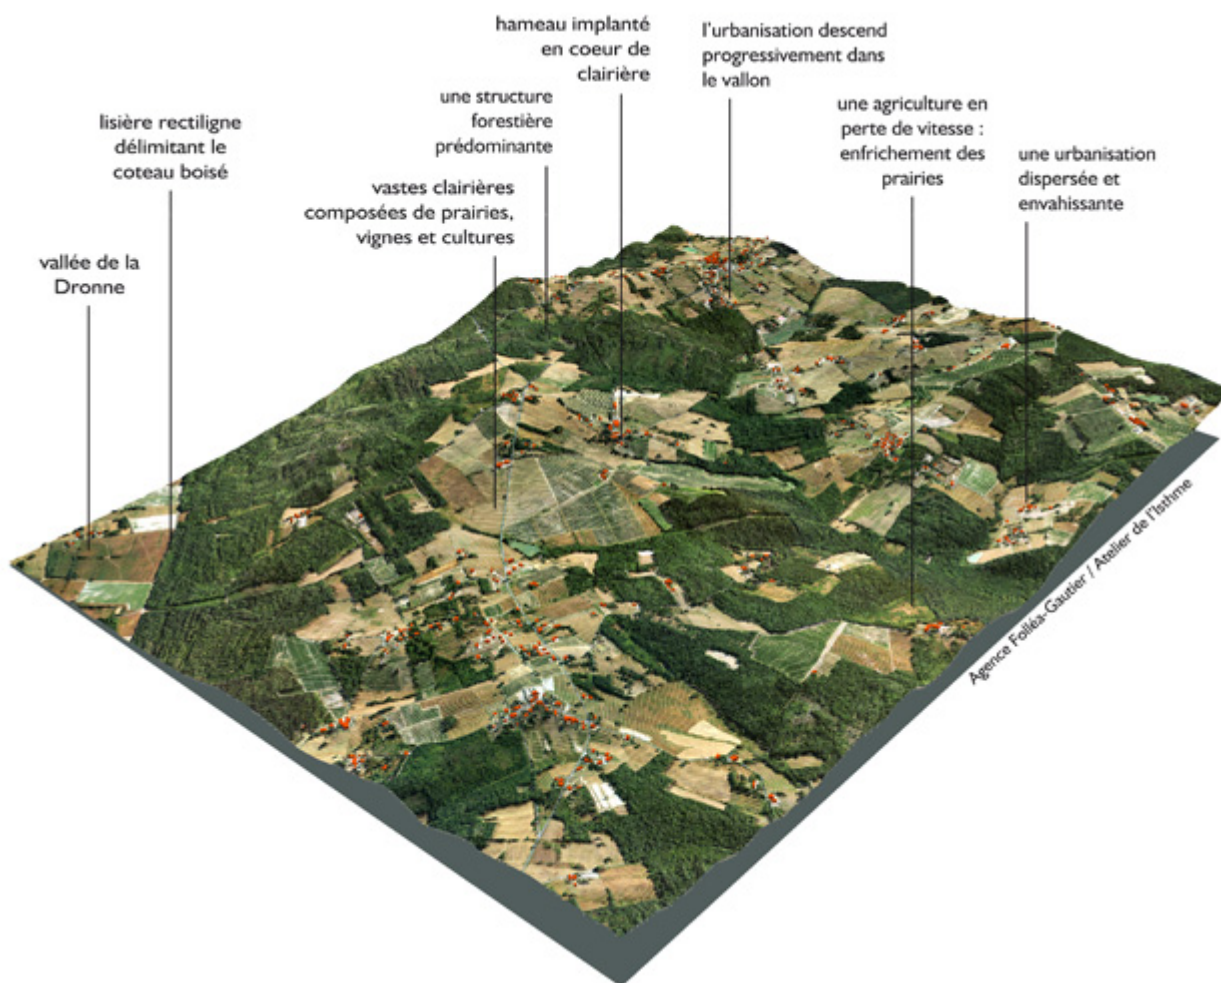 vallée de la
Dronne
lisière rectiligne
délimitant le
coteau boisé
vastes clairières
composées de prairies,
vignes et cultures
une structure
forestière
prédominante
hameau implanté
en coeur de
clairière
l'urbanisation descend
progressivement dans
le vallon
une agriculture en
perte de vitesse :
enfrichement des
prairies
une urbanisation
dispersée et
envahissante
Agence Folléa-Gautier / Atelier de l'Isthme